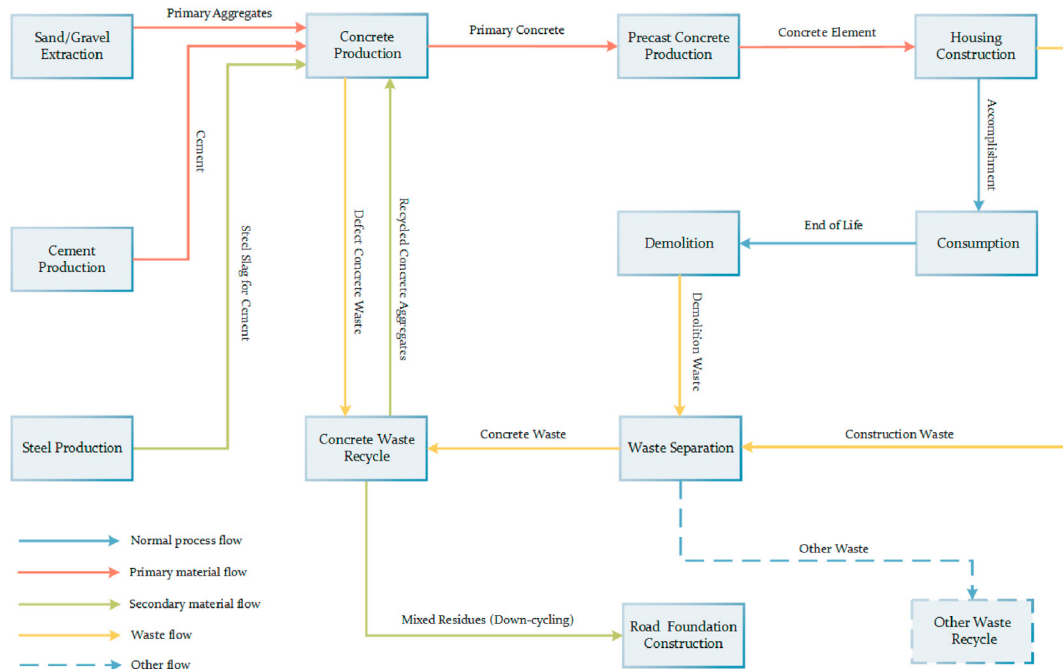 Primary Aggregates
Sand/Gravel
Extraction
Concrete
Production
Primary Concrete
Precast Concrete
Production
Concrete Element
Housing
Construction
Cement
Accomplishment
Cement
Production
Steel Slag for Cement
Defect Concrete Waste
Recycled Concrete Aggregates
Demolition
End of Life
Consumption
Demolition Waste
Steel Production
Concrete Waste
Recycle
Concrete Waste
Waste Separation
Construction Waste
Normal process flow
Primary material flow
Secondary material flow
Waste flow
Other flow
Other Waste
Mixed Residues (Down-cycling)
Road Foundation
Construction
Other Waste
Recycle